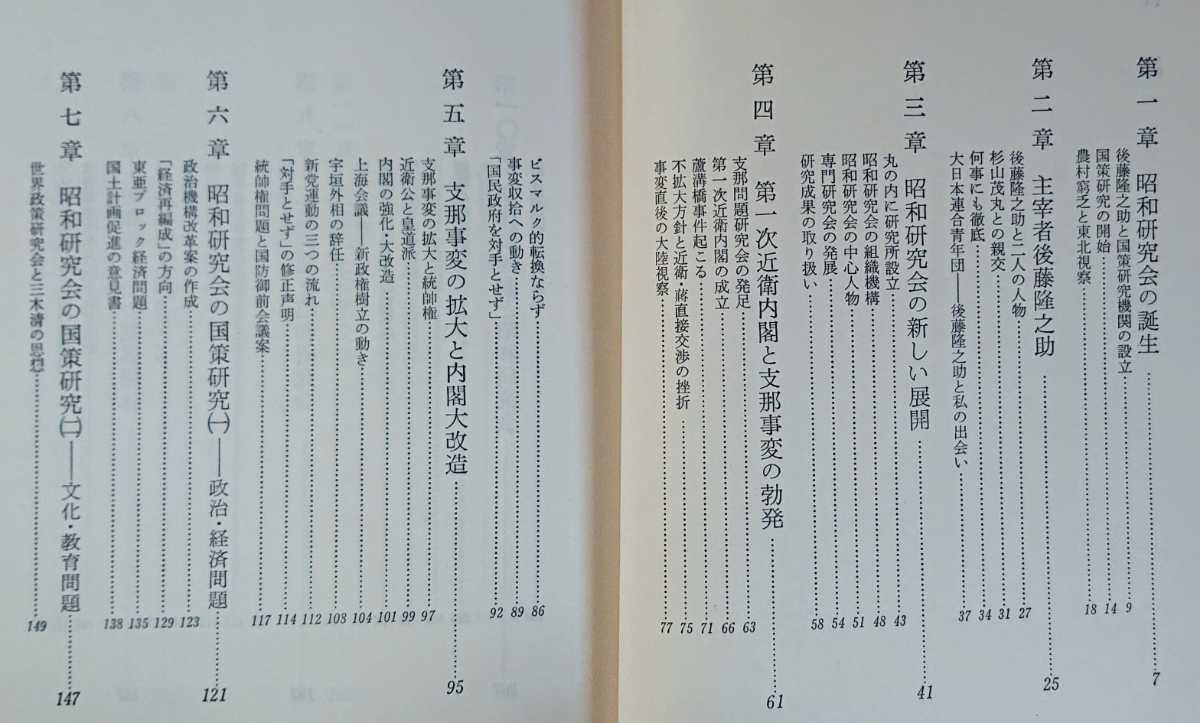 第一章 昭和研究会の誕生……7
後藤隆之助と国策研究機関の設立……9
国策研究の開始……14
農村窮乏と東北視察……18
第二章 主宰者後藤隆之助……25
後藤隆之助と二人の人物……27
杉山茂丸との親交……31
何事にも徹底……34
大日本連合青年団――後藤隆之助と私の出会い……37
第三章 昭和研究会の新しい展開……41
丸の内に研究所設立……43
昭和研究会の組織機構……48
昭和研究会の中心人物……51
専門研究会の発展……54
研究成果の取り扱い……58
第四章 第一次近衛内閣と支那事変の勃発……61
支那問題研究会の発足……63
第一次近衛内閣の成立……66
蘆溝橋事件起こる……71
不拡大方針と近衛・蔣直接交渉の挫折……75
事変直後の大陸視察……77
ビスマルク的転換ならず……86
事変収拾への動き……89
「国民政府を対手とせず」……92
第五章 支那事変の拡大と内閣大改造……95
支那事変の拡大と統帥権……97
近衛公と皇道派……99
内閣の強化・大改造……101
上海会議――新政権樹立の動き……104
宇垣外相の辞任……108
新党運動の三つの流れ……112
「対手とせず」の修正声明……114
統帥権問題と国防御前会議案……117
第六章 昭和研究会の国策研究㈠――政治・経済問題……121
政治機構改革案の作成……123
「経済再編成」の方向……129
東亜ブロック経済問題……135
国土計画促進の意見書……138
第七章 昭和研究会の国策研究㈡――文化・教育問題……147
世界政策研究会と三木清の思想……149